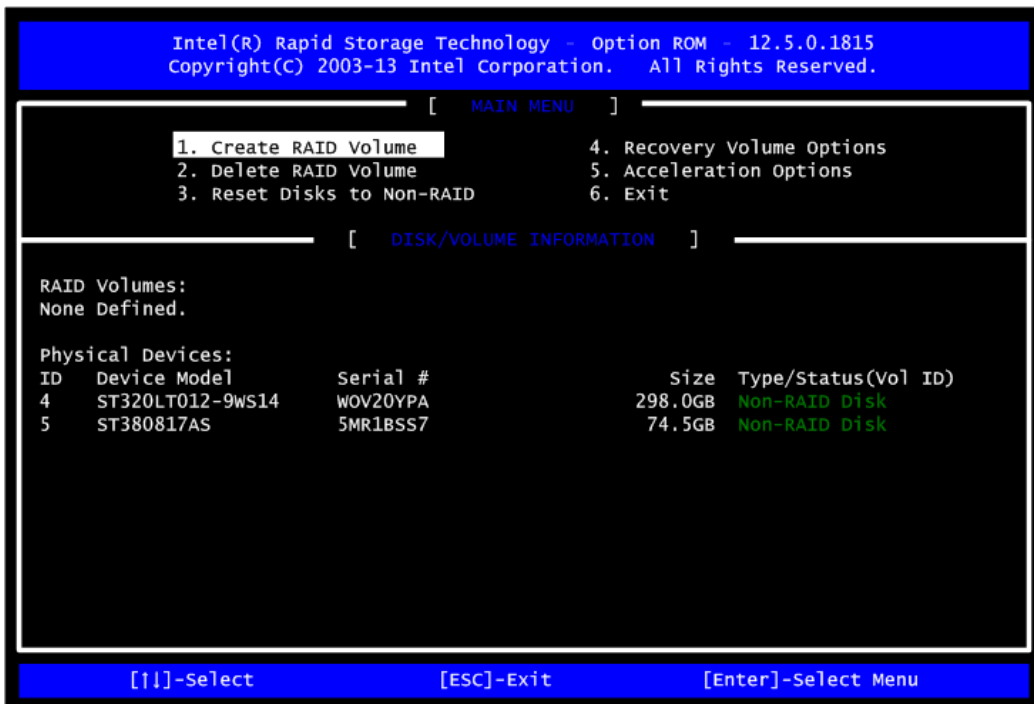 Intel(R) Rapid Storage Technology - Option ROM - 12.5.0.1815
Copyright(C) 2003-13 Intel Corporation. All Rights Reserved.
[ MAIN MENU ]
1. Create RAID Volume 4. Recovery Volume Options
2. Delete RAID Volume 5. Acceleration Options
3. Reset Disks to Non-RAID 6. Exit
[ DISK/VOLUME INFORMATION ]
RAID Volumes:
None Defined.
Physical Devices:
ID Device Model Serial # Size Type/Status(Vol ID)
4 ST320LT012-9WS14 WOV20YPA 298.0GB Non-RAID Disk
5 ST380817AS 5MR1BSS7 74.5GB Non-RAID Disk
[↑↓]-Select [ESC]-Exit [Enter]-Select Menu